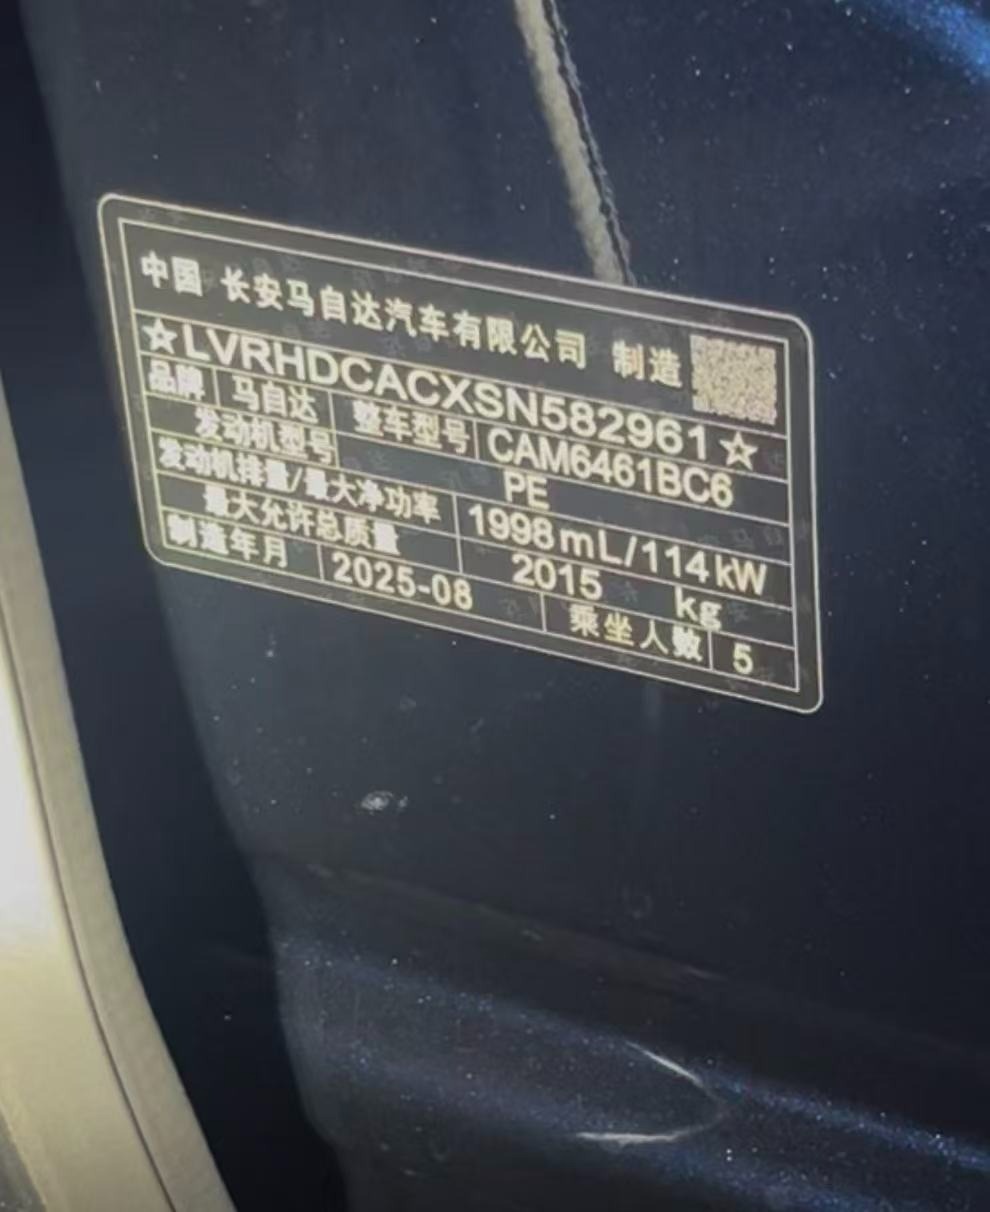 中国 长安马自达汽车有限公司 制造
☆LVRHDCACXSN582961☆
品牌 马自达 整车型号 CAM6461BC6
发动机型号 PE
发动机排量/最大净功率 1998mL/114kW
最大允许总质量 2015 kg
制造年月 2025-08 乘坐人数 5